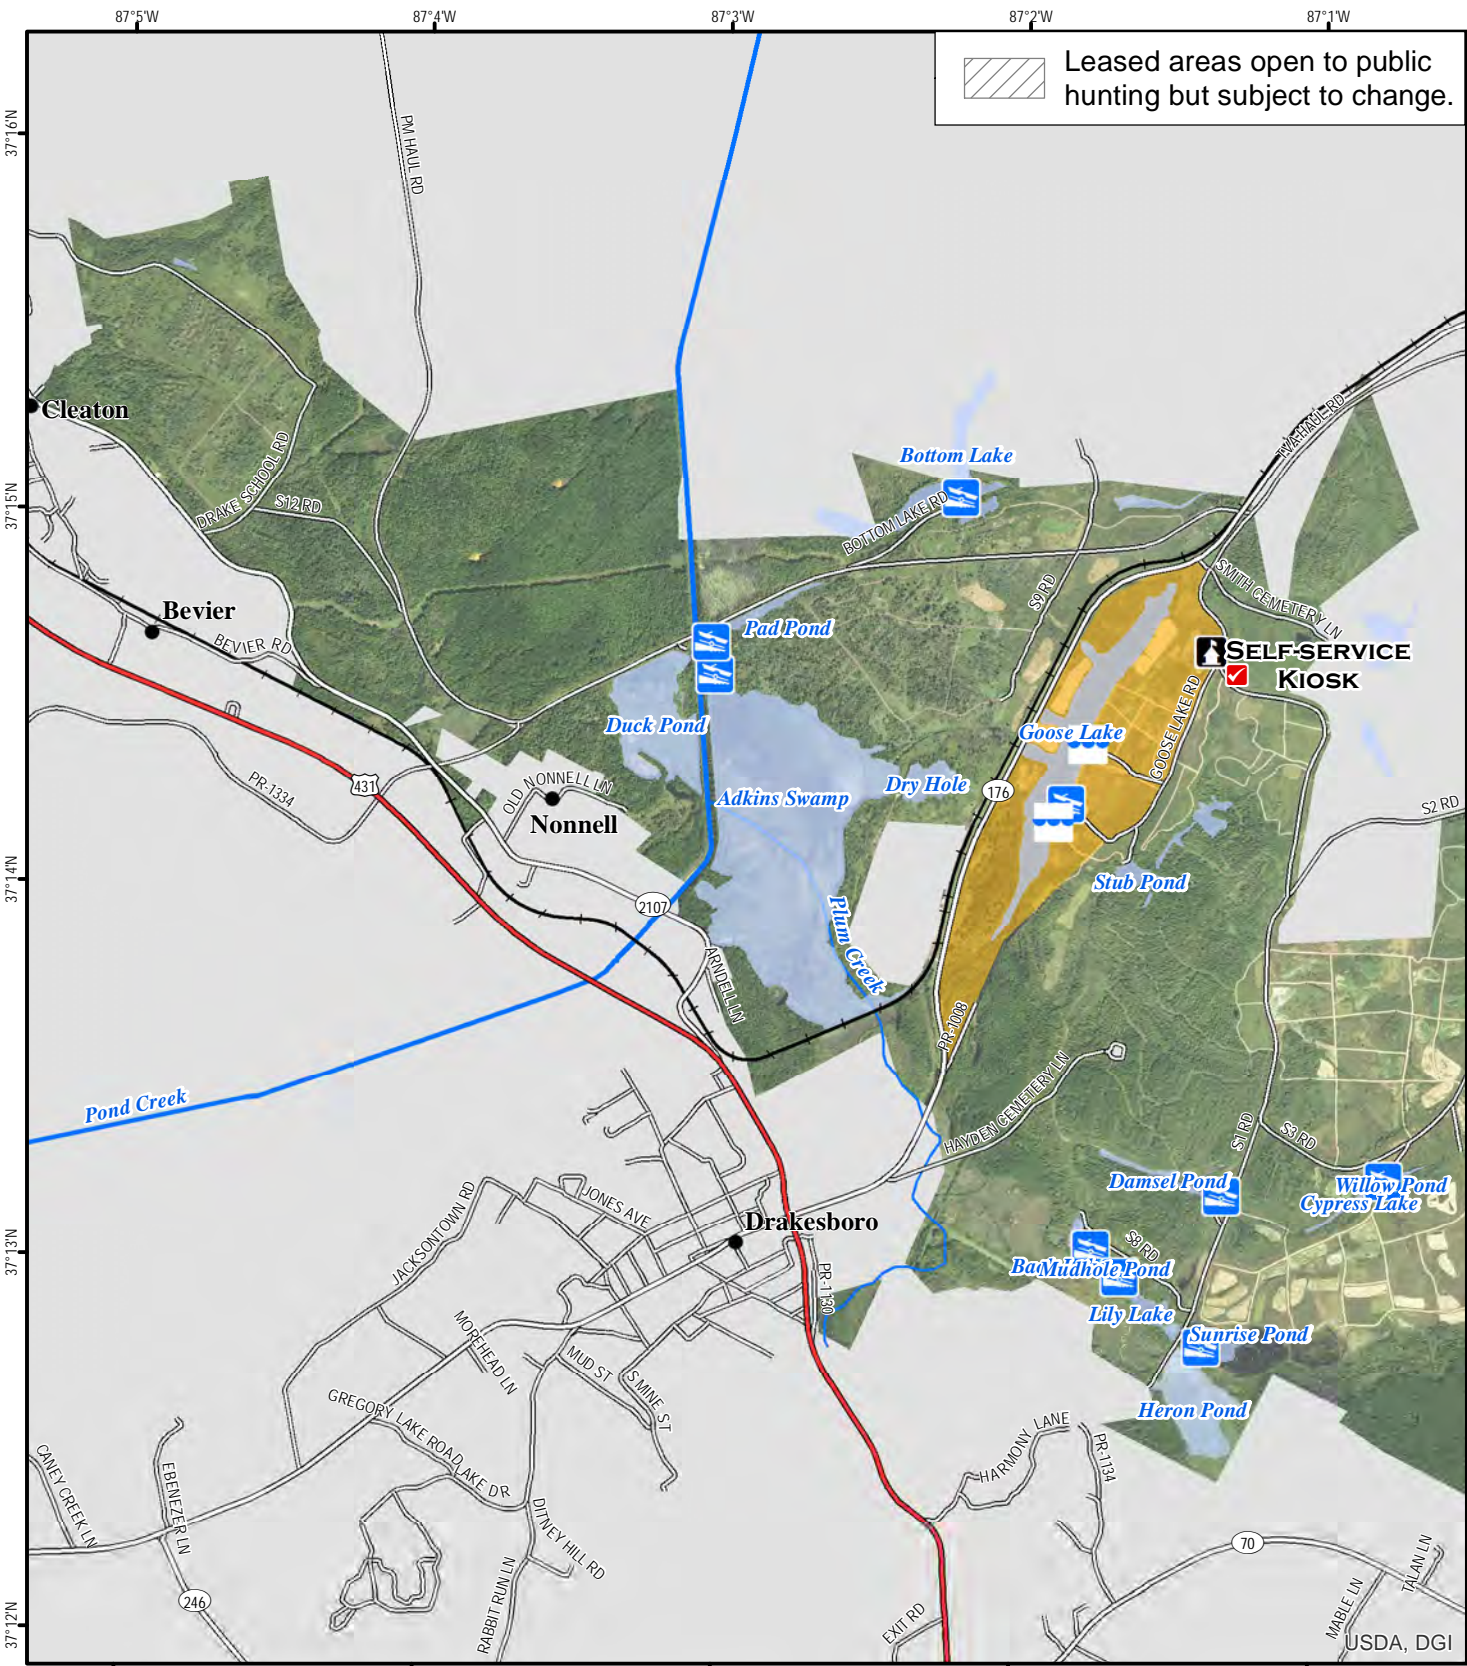 87°5'W
87°4'W
87°3'W
87°2'W
87°1'W
Leased areas open to public
hunting but subject to change.
37°16'N
PM HAUL RD
Cleaton
TVA HAUL RD
Bottom Lake
DRAKE SCHOOL RD
S12 RD
37°15'N
BOTTOM LAKE RD
SMITH CEMETERY LN
S9 RD
Bevier
BEVIER RD
Pad Pond
SELF-SERVICE
KIOSK
Duck Pond
Goose Lake
GOOSE LAKE RD
PR-1334
431
OLD NONNELL LN
Dry Hole
176
Adkins Swamp
S2 RD
Nonnell
37°14'N
Stub Pond
2107
Plum Creek
ARNDELL LN
PR-1008
Pond Creek
HAYDEN CEMETERY LN
S1 RD
S3 RD
Damsel Pond
Willow Pond
Cypress Lake
JACKSONTOWN RD
JONES AVE
Drakesboro
37°13'N
S8 RD
Mudhole Pond
PR-1130
Lily Lake
Sunrise Pond
MOREHEAD LN
MUD ST
S MINE ST
Heron Pond
GREGORY LAKE ROAD
LAKE DR
HARMONY LANE
PR-1134
CANEY CREEK LN
EBENEZER LN
DITNEY HILL RD
70
RABBIT RUN LN
246
TALAN LN
MABLE LN
EXIT RD
37°12'N
USDA, DGI